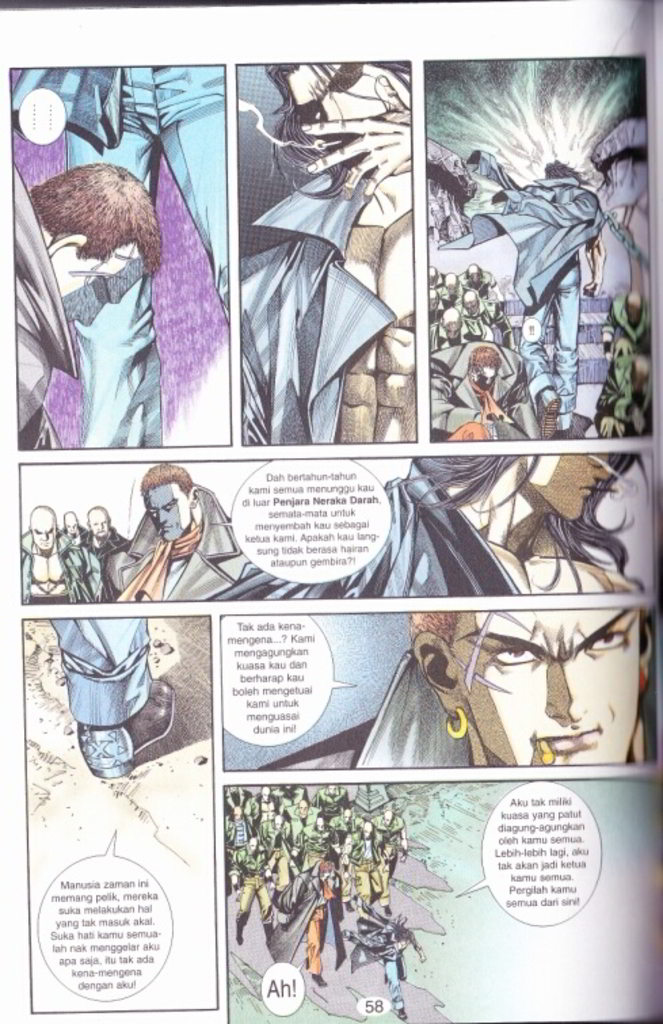 !!
Dah bertahun-tahun
kami semua menunggu kau
di luar Penjara Neraka Darah,
semata-mata untuk
menyembah kau sebagai
ketua kami. Apakah kau lang-
sung tidak berasa hairan
ataupun gembira?!
Manusia zaman ini
memang pelik, mereka
suka melakukan hal
yang tak masuk akal.
Suka hati kamu semua-
lah nak menggelar aku
apa saja, itu tak ada
kena-mengena
dengan aku!
Tak ada kena-
mengena...? Kami
mengagungkan
kuasa kau dan
berharap kau
boleh mengetuai
kami untuk
menguasai
dunia ini!
Aku tak miliki
kuasa yang patut
diagung-agungkan
oleh kamu semua.
Lebih-lebih lagi, aku
tak akan jadi ketua
kamu semua.
Pergilah kamu
semua dari sini!
Ah!
58